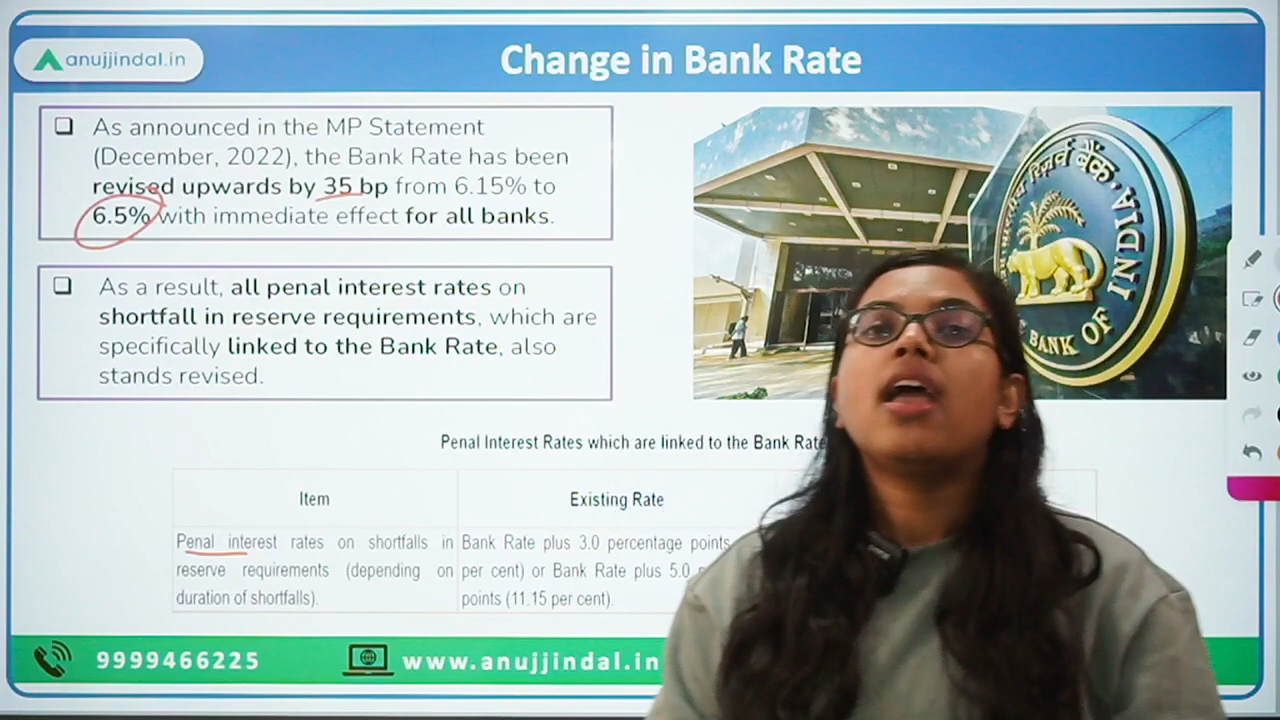 anujjindal.in
Change in Bank Rate
As announced in the MP Statement
(December, 2022), the Bank Rate has been
revised upwards by 35 bp from 6.15% to
6.5% with immediate effect for all banks.
As a result, all penal interest rates on
shortfall in reserve requirements, which are
specifically linked to the Bank Rate, also
stands revised.
रिज़र्व बैंक
INDIA
BANK OF
Penal Interest Rates which are linked to the Bank Rate
Item
Existing Rate
Penal interest rates on shortfalls in
reserve requirements (depending on
duration of shortfalls).
Bank Rate plus 3.0 percentage points
per cent) or Bank Rate plus 5.0
points (11.15 per cent).
9999466225
www.anujjindal.in